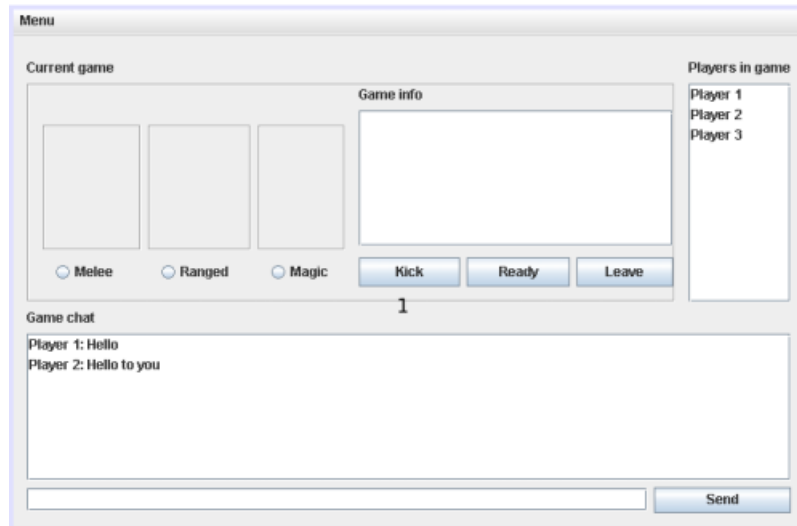 Menu
Current game
Players in game
Game info
Player 1
Player 2
Player 3
Melee
Ranged
Magic
Kick
Ready
Leave
1
Game chat
Player 1: Hello
Player 2: Hello to you
Send